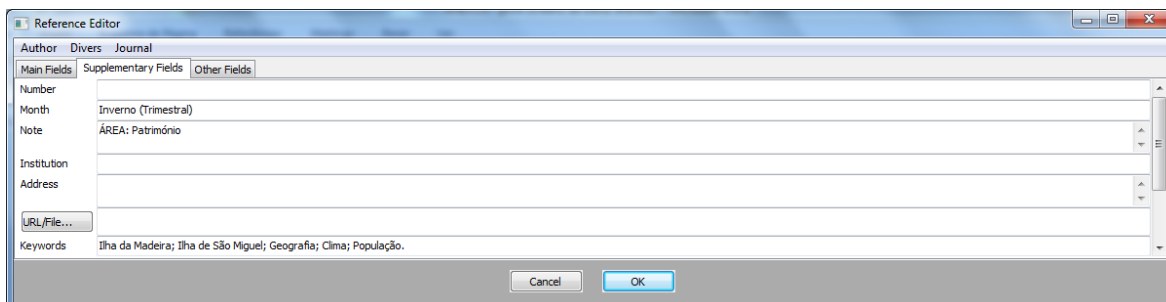 Reference Editor
Author Divers Journal
Main Fields Supplementary Fields Other Fields
Number
Month Inverno (Trimestral)
Note ÁREA: Património
Institution
Address
URL/File...
Keywords Ilha da Madeira; Ilha de São Miguel; Geografia; Clima; População.
Cancel OK